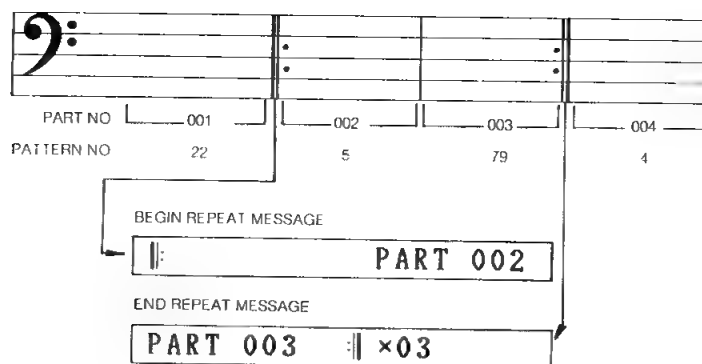 PART NO 001 002 003 004
PATTERN NO 22 5 79 4
BEGIN REPEAT MESSAGE
PART 002
END REPEAT MESSAGE
PART 003 ×03